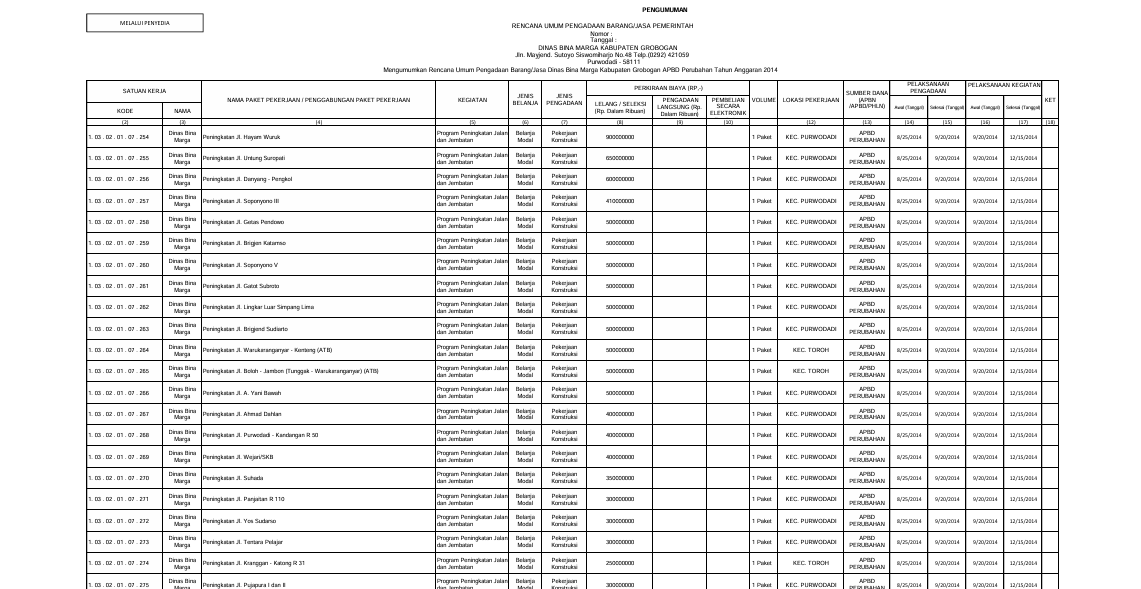 PENGUMUMAN
MELALUI PENYEDIA
RENCANA UMUM PENGADAAN BARANG/JASA PEMERINTAH
Nomor :
Tanggal :
DINAS BINA MARGA KABUPATEN GROBOGAN
Jln. Mayjend. Sutoyo Siswomiharjo No.48 Telp.(0292) 421059
Purwodadi - 58111
Mengumumkan Rencana Umum Pengadaan Barang/Jasa Dinas Bina Marga Kabupaten Grobogan APBD Perubahan Tahun Anggaran 2014
SATUAN KERJA NAMA PAKET PEKERJAAN / PENGGABUNGAN PAKET PEKERJAAN KEGIATAN JENIS BELANJA JENIS PENGADAAN PERKIRAAN BIAYA (RP,-) VOLUME LOKASI PEKERJAAN SUMBER DANA (APBN /APBD/PHLN) PELAKSANAAN PENGADAAN PELAKSANAAN KEGIATAN KET
KODE NAMA LELANG / SELEKSI (Rp. Dalam Ribuan) PENGADAAN LANGSUNG (Rp. Dalam Ribuan) PEMBELIAN SECARA ELEKTRONIK Awal (Tanggal) Selesai (Tanggal) Awal (Tanggal) Selesai (Tanggal)
(2) (3) (4) (5) (6) (7) (8) (9) (10) (11) (12) (13) (14) (15) (16) (17) (18)
1. 03 . 02 . 01 . 07 . 254 Dinas Bina Marga Peningkatan Jl. Hayam Wuruk Program Peningkatan Jalan dan Jembatan Belanja Modal Pekerjaan Konstruksi 900000000 1 Paket KEC. PURWODADI APBD PERUBAHAN 8/25/2014 9/20/2014 9/20/2014 12/15/2014
1. 03 . 02 . 01 . 07 . 255 Dinas Bina Marga Peningkatan Jl. Untung Suropati Program Peningkatan Jalan dan Jembatan Belanja Modal Pekerjaan Konstruksi 650000000 1 Paket KEC. PURWODADI APBD PERUBAHAN 8/25/2014 9/20/2014 9/20/2014 12/15/2014
1. 03 . 02 . 01 . 07 . 256 Dinas Bina Marga Peningkatan Jl. Danyang - Pengkol Program Peningkatan Jalan dan Jembatan Belanja Modal Pekerjaan Konstruksi 600000000 1 Paket KEC. PURWODADI APBD PERUBAHAN 8/25/2014 9/20/2014 9/20/2014 12/15/2014
1. 03 . 02 . 01 . 07 . 257 Dinas Bina Marga Peningkatan Jl. Soponyono III Program Peningkatan Jalan dan Jembatan Belanja Modal Pekerjaan Konstruksi 410000000 1 Paket KEC. PURWODADI APBD PERUBAHAN 8/25/2014 9/20/2014 9/20/2014 12/15/2014
1. 03 . 02 . 01 . 07 . 258 Dinas Bina Marga Peningkatan Jl. Getas Pendowo Program Peningkatan Jalan dan Jembatan Belanja Modal Pekerjaan Konstruksi 500000000 1 Paket KEC. PURWODADI APBD PERUBAHAN 8/25/2014 9/20/2014 9/20/2014 12/15/2014
1. 03 . 02 . 01 . 07 . 259 Dinas Bina Marga Peningkatan Jl. Brigjen Katamso Program Peningkatan Jalan dan Jembatan Belanja Modal Pekerjaan Konstruksi 500000000 1 Paket KEC. PURWODADI APBD PERUBAHAN 8/25/2014 9/20/2014 9/20/2014 12/15/2014
1. 03 . 02 . 01 . 07 . 260 Dinas Bina Marga Peningkatan Jl. Soponyono V Program Peningkatan Jalan dan Jembatan Belanja Modal Pekerjaan Konstruksi 500000000 1 Paket KEC. PURWODADI APBD PERUBAHAN 8/25/2014 9/20/2014 9/20/2014 12/15/2014
1. 03 . 02 . 01 . 07 . 261 Dinas Bina Marga Peningkatan Jl. Gatot Subroto Program Peningkatan Jalan dan Jembatan Belanja Modal Pekerjaan Konstruksi 500000000 1 Paket KEC. PURWODADI APBD PERUBAHAN 8/25/2014 9/20/2014 9/20/2014 12/15/2014
1. 03 . 02 . 01 . 07 . 262 Dinas Bina Marga Peningkatan Jl. Lingkar Luar Simpang Lima Program Peningkatan Jalan dan Jembatan Belanja Modal Pekerjaan Konstruksi 500000000 1 Paket KEC. PURWODADI APBD PERUBAHAN 8/25/2014 9/20/2014 9/20/2014 12/15/2014
1. 03 . 02 . 01 . 07 . 263 Dinas Bina Marga Peningkatan Jl. Brigjend Sudiarto Program Peningkatan Jalan dan Jembatan Belanja Modal Pekerjaan Konstruksi 500000000 1 Paket KEC. PURWODADI APBD PERUBAHAN 8/25/2014 9/20/2014 9/20/2014 12/15/2014
1. 03 . 02 . 01 . 07 . 264 Dinas Bina Marga Peningkatan Jl. Warukaranganyar - Kenteng (ATB) Program Peningkatan Jalan dan Jembatan Belanja Modal Pekerjaan Konstruksi 500000000 1 Paket KEC. TOROH APBD PERUBAHAN 8/25/2014 9/20/2014 9/20/2014 12/15/2014
1. 03 . 02 . 01 . 07 . 265 Dinas Bina Marga Peningkatan Jl. Boloh - Jambon (Tunggak - Warukaranganyar) (ATB) Program Peningkatan Jalan dan Jembatan Belanja Modal Pekerjaan Konstruksi 500000000 1 Paket KEC. TOROH APBD PERUBAHAN 8/25/2014 9/20/2014 9/20/2014 12/15/2014
1. 03 . 02 . 01 . 07 . 266 Dinas Bina Marga Peningkatan Jl. A. Yani Bawah Program Peningkatan Jalan dan Jembatan Belanja Modal Pekerjaan Konstruksi 500000000 1 Paket KEC. PURWODADI APBD PERUBAHAN 8/25/2014 9/20/2014 9/20/2014 12/15/2014
1. 03 . 02 . 01 . 07 . 267 Dinas Bina Marga Peningkatan Jl. Ahmad Dahlan Program Peningkatan Jalan dan Jembatan Belanja Modal Pekerjaan Konstruksi 400000000 1 Paket KEC. PURWODADI APBD PERUBAHAN 8/25/2014 9/20/2014 9/20/2014 12/15/2014
1. 03 . 02 . 01 . 07 . 268 Dinas Bina Marga Peningkatan Jl. Purwodadi - Kandangan R 50 Program Peningkatan Jalan dan Jembatan Belanja Modal Pekerjaan Konstruksi 400000000 1 Paket KEC. PURWODADI APBD PERUBAHAN 8/25/2014 9/20/2014 9/20/2014 12/15/2014
1. 03 . 02 . 01 . 07 . 269 Dinas Bina Marga Peningkatan Jl. Wejari/SKB Program Peningkatan Jalan dan Jembatan Belanja Modal Pekerjaan Konstruksi 400000000 1 Paket KEC. PURWODADI APBD PERUBAHAN 8/25/2014 9/20/2014 9/20/2014 12/15/2014
1. 03 . 02 . 01 . 07 . 270 Dinas Bina Marga Peningkatan Jl. Suhada Program Peningkatan Jalan dan Jembatan Belanja Modal Pekerjaan Konstruksi 350000000 1 Paket KEC. PURWODADI APBD PERUBAHAN 8/25/2014 9/20/2014 9/20/2014 12/15/2014
1. 03 . 02 . 01 . 07 . 271 Dinas Bina Marga Peningkatan Jl. Panjaitan R 110 Program Peningkatan Jalan dan Jembatan Belanja Modal Pekerjaan Konstruksi 300000000 1 Paket KEC. PURWODADI APBD PERUBAHAN 8/25/2014 9/20/2014 9/20/2014 12/15/2014
1. 03 . 02 . 01 . 07 . 272 Dinas Bina Marga Peningkatan Jl. Yos Sudarso Program Peningkatan Jalan dan Jembatan Belanja Modal Pekerjaan Konstruksi 300000000 1 Paket KEC. PURWODADI APBD PERUBAHAN 8/25/2014 9/20/2014 9/20/2014 12/15/2014
1. 03 . 02 . 01 . 07 . 273 Dinas Bina Marga Peningkatan Jl. Tentara Pelajar Program Peningkatan Jalan dan Jembatan Belanja Modal Pekerjaan Konstruksi 300000000 1 Paket KEC. PURWODADI APBD PERUBAHAN 8/25/2014 9/20/2014 9/20/2014 12/15/2014
1. 03 . 02 . 01 . 07 . 274 Dinas Bina Marga Peningkatan Jl. Kranggan - Katong R 31 Program Peningkatan Jalan dan Jembatan Belanja Modal Pekerjaan Konstruksi 250000000 1 Paket KEC. TOROH APBD PERUBAHAN 8/25/2014 9/20/2014 9/20/2014 12/15/2014
1. 03 . 02 . 01 . 07 . 275 Dinas Bina Marga Peningkatan Jl. Pujapura I dan II Program Peningkatan Jalan dan Jembatan Belanja Modal Pekerjaan Konstruksi 300000000 1 Paket KEC. PURWODADI APBD PERUBAHAN 8/25/2014 9/20/2014 9/20/2014 12/15/2014